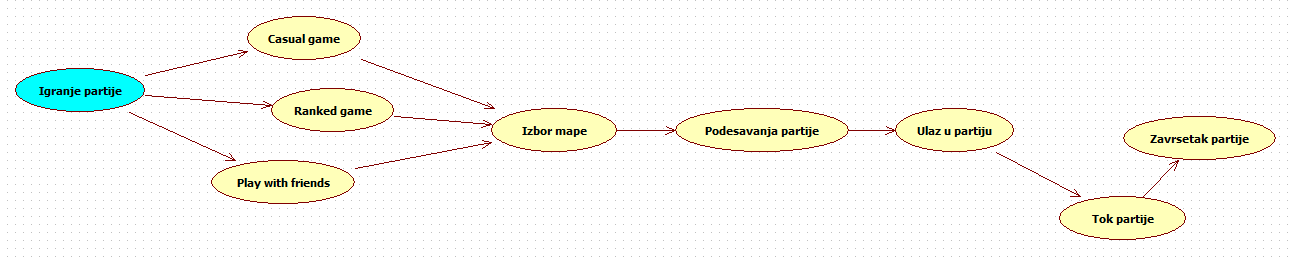 Igranje partije
Casual game
Ranked game
Play with friends
Izbor mape
Podesavanja partije
Ulaz u partiju
Tok partije
Zavrsetak partije